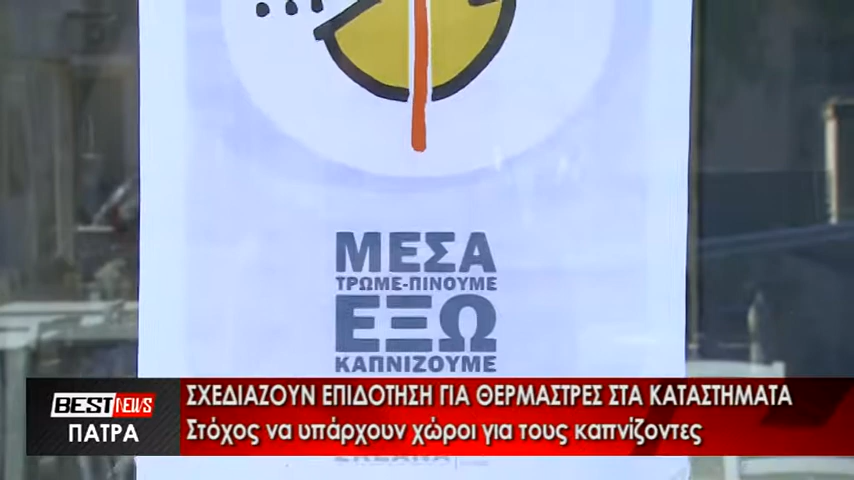 ΜΕΣΑ
ΤΡΩΜΕ-ΠΙΝΟΥΜΕ
ΕΞΩ
ΚΑΠΝΙΖΟΥΜΕ
BEST NEWS
ΠΑΤΡΑ
ΣΧΕΔΙΑΖΟΥΝ ΕΠΙΔΟΤΗΣΗ ΓΙΑ ΘΕΡΜΑΣΤΡΕΣ ΣΤΑ ΚΑΤΑΣΤΗΜΑΤΑ
Στόχος να υπάρχουν χώροι για τους καπνίζοντες